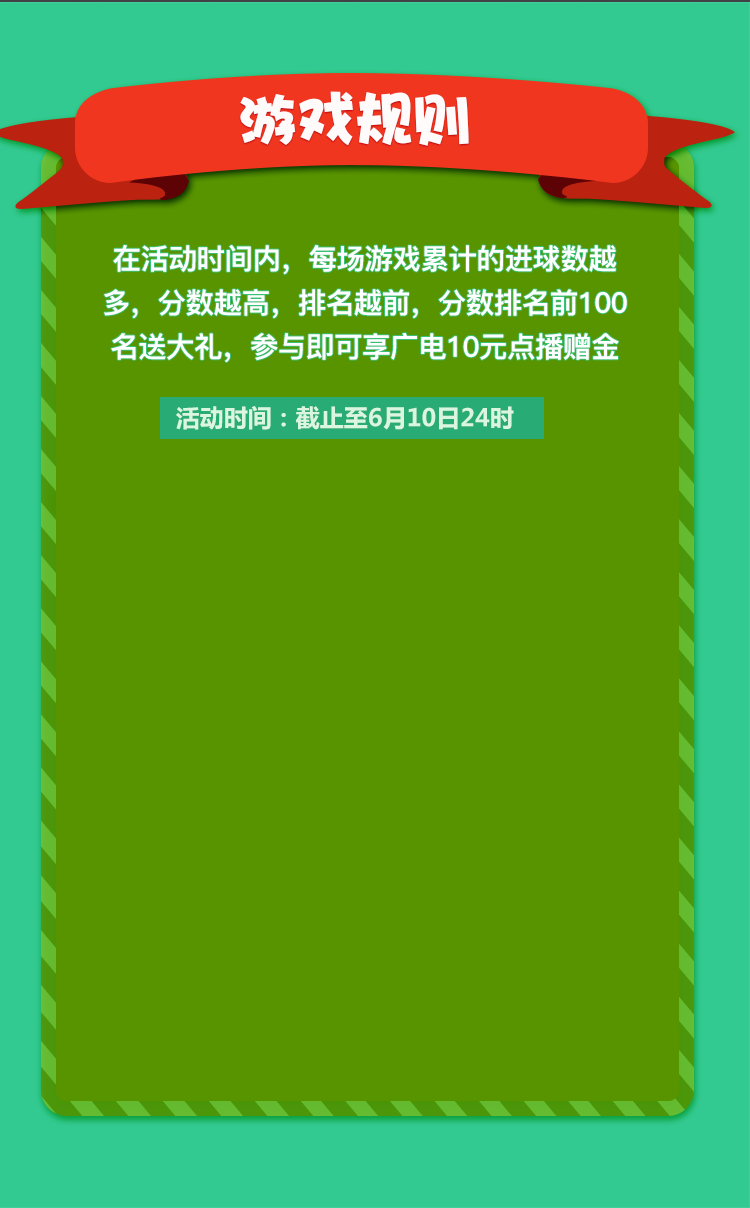 游戏规则
在活动时间内，每场游戏累计的进球数越
多，分数越高，排名越前，分数排名前100
名送大礼，参与即可享广电10元点播赠金
活动时间：截止至6月10日24时